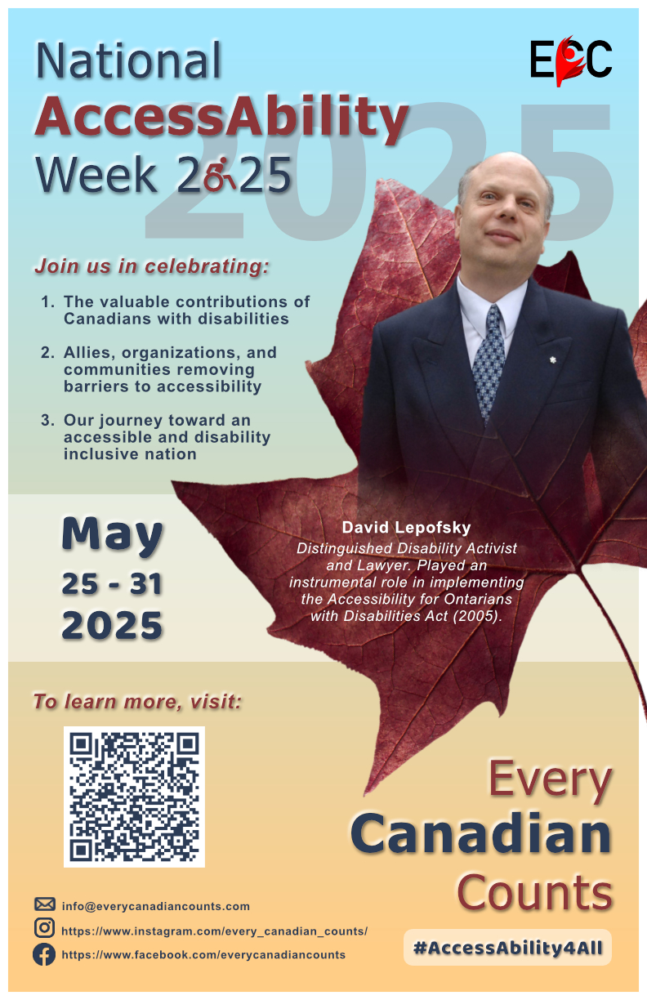 National
AccessAbility
Week 2025
ECC
2025
Join us in celebrating:
1. The valuable contributions of
Canadians with disabilities
2. Allies, organizations, and
communities removing
barriers to accessibility
3. Our journey toward an
accessible and disability
inclusive nation
May
25 - 31
2025
David Lepofsky
Distinguished Disability Activist
and Lawyer. Played an
instrumental role in implementing
the Accessibility for Ontarians
with Disabilities Act (2005).
To learn more, visit:
Every
Canadian
Counts
info@everycanadiancounts.com
https://www.instagram.com/every_canadian_counts/
https://www.facebook.com/everycanadiancounts
#AccessAbility4All